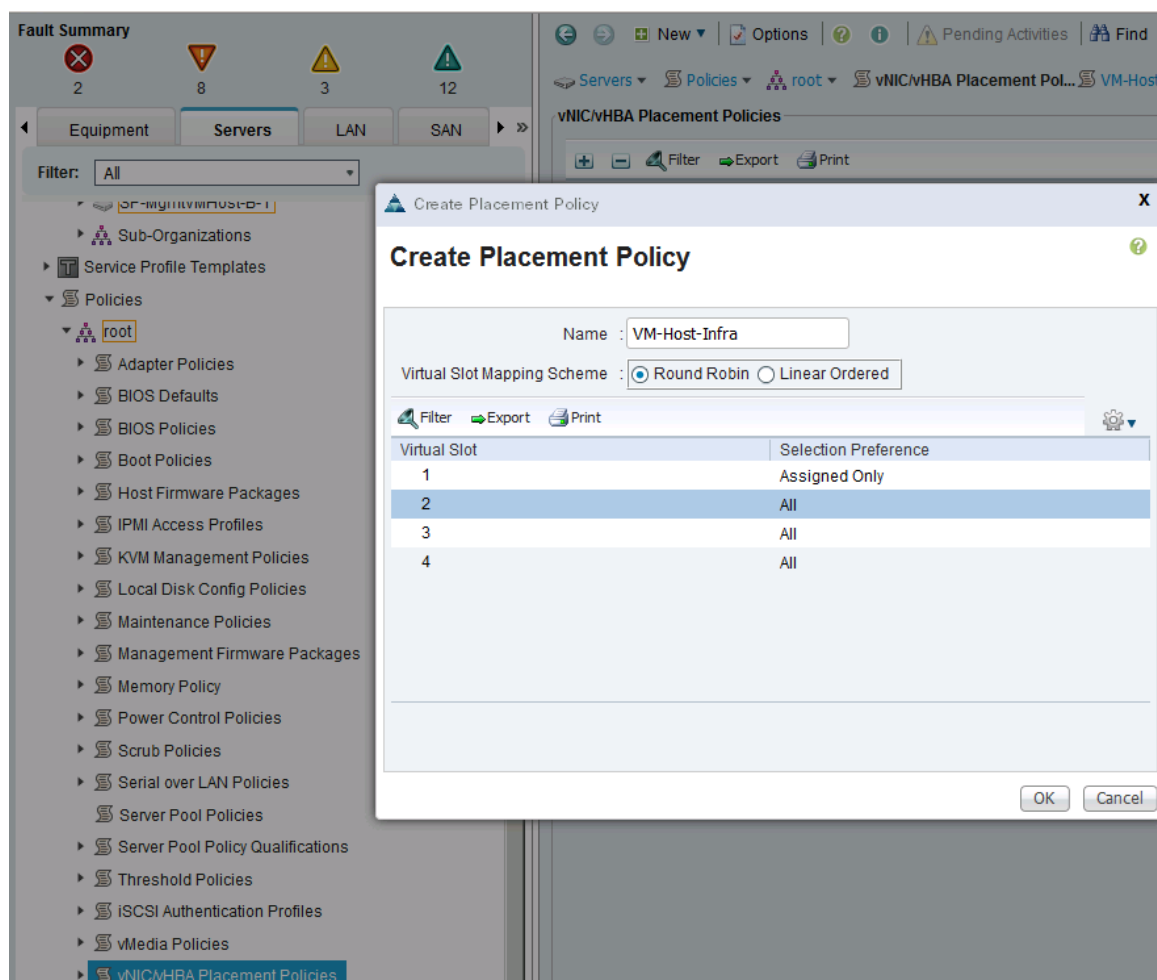 Fault Summary
2 8 3 12
Equipment Servers LAN SAN
Filter: All
SP-MgmtVMHost-B-1
Sub-Organizations
Service Profile Templates
Policies
root
Adapter Policies
BIOS Defaults
BIOS Policies
Boot Policies
Host Firmware Packages
IPMI Access Profiles
KVM Management Policies
Local Disk Config Policies
Maintenance Policies
Management Firmware Packages
Memory Policy
Power Control Policies
Scrub Policies
Serial over LAN Policies
Server Pool Policies
Server Pool Policy Qualifications
Threshold Policies
iSCSI Authentication Profiles
vMedia Policies
vNIC/vHBA Placement Policies
New Options Pending Activities Find
Servers Policies root vNIC/vHBA Placement Pol... VM-Host
vNIC/vHBA Placement Policies
Filter Export Print
Create Placement Policy X
Create Placement Policy
Name : VM-Host-Infra
Virtual Slot Mapping Scheme : Round Robin Linear Ordered
Filter Export Print
Virtual Slot Selection Preference
1 Assigned Only
2 All
3 All
4 All
OK Cancel